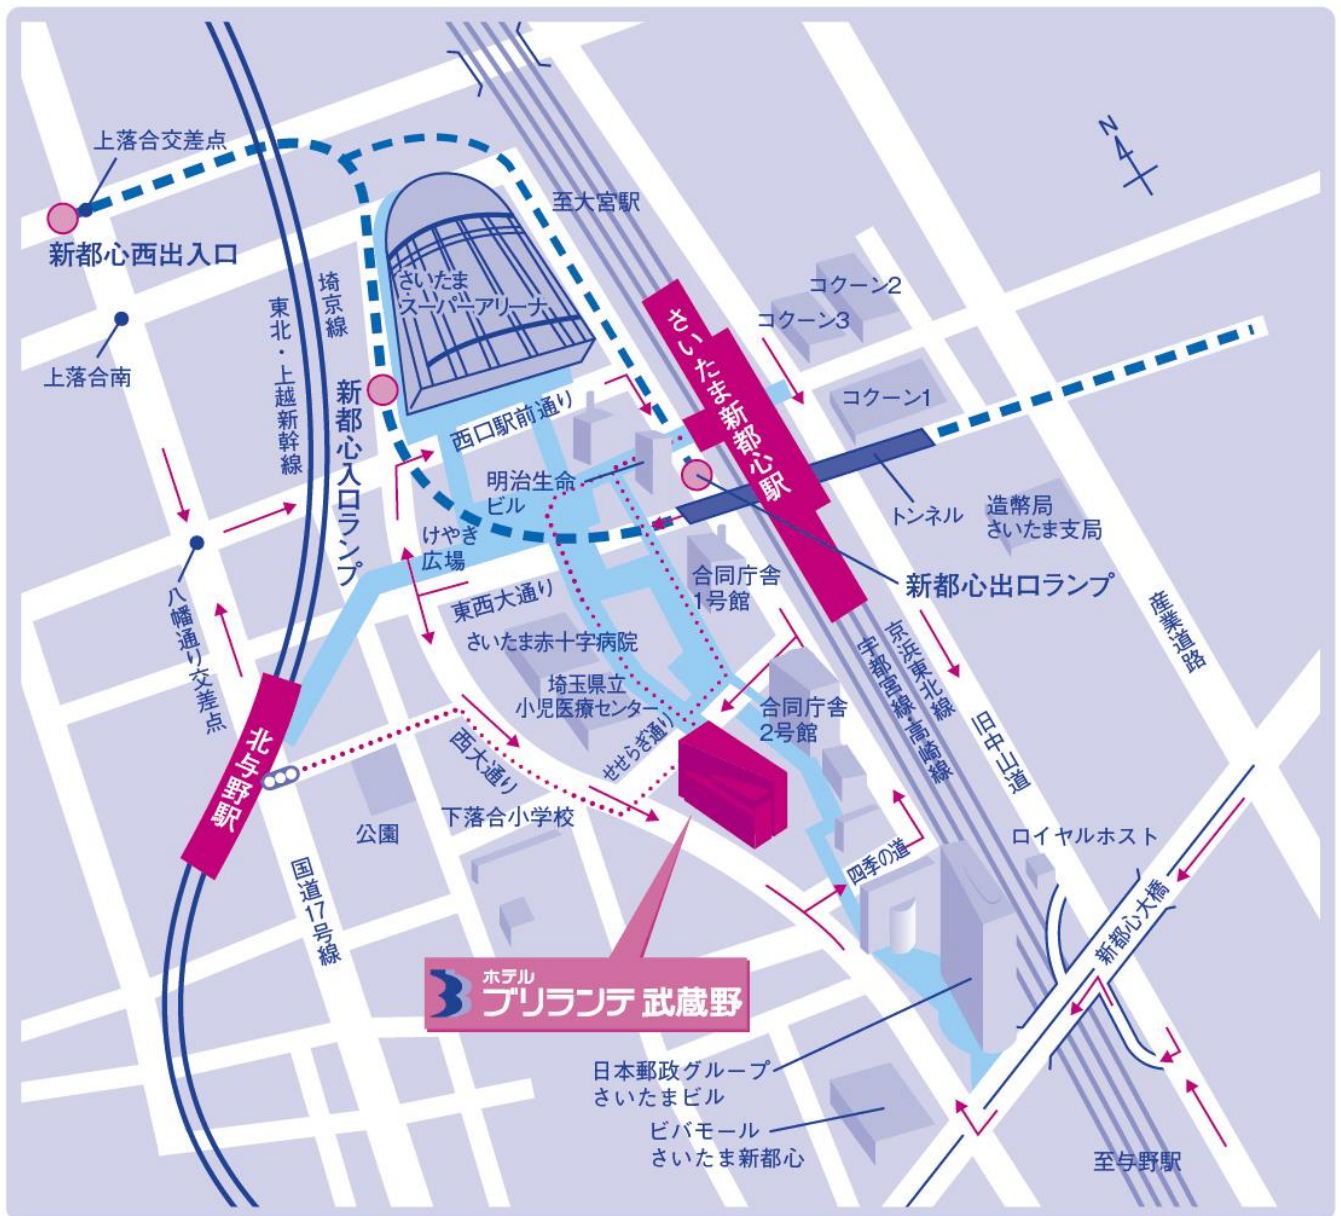 N
上落合交差点
新都心西出入口
上落合南
埼京線
東北・上越新幹線
新都心入口ランプ
さいたま
スーパーアリーナ
至大宮駅
さいたま新都心駅
コクーン2
コクーン3
コクーン1
西口駅前通り
明治生命
ビル
けやき
広場
トンネル
造幣局
さいたま支局
新都心出口ランプ
合同庁舎
1号館
東西大通り
さいたま赤十字病院
埼玉県立
小児医療センター
八幡通り交差点
北与野駅
西大通り
せせらぎ通り
合同庁舎
2号館
京浜東北線
宇都宮線・高崎線
旧中山道
産業道路
公園
下落合小学校
国道17号線
四季の道
ロイヤルホスト
新都心大橋
ホテル
ブリランテ 武蔵野
日本郵政グループ
さいたまビル
ビバモール
さいたま新都心
至与野駅